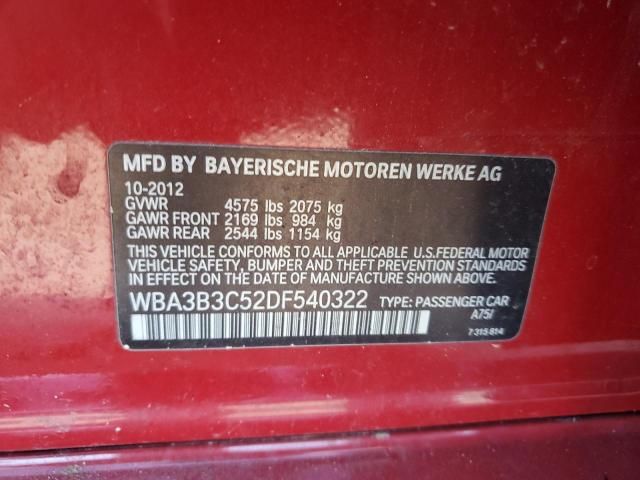 MFD BY BAYERISCHE MOTOREN WERKE AG
10-2012
GVWR 4575 lbs 2075 kg
GAWR FRONT 2169 lbs 984 kg
GAWR REAR 2544 lbs 1154 kg
THIS VEHICLE CONFORMS TO ALL APPLICABLE U.S.FEDERAL MOTOR
VEHICLE SAFETY, BUMPER AND THEFT PREVENTION STANDARDS
IN EFFECT ON THE DATE OF MANUFACTURE SHOWN ABOVE.
WBA3B3C52DF540322 TYPE: PASSENGER CAR
A75/
7 315 814